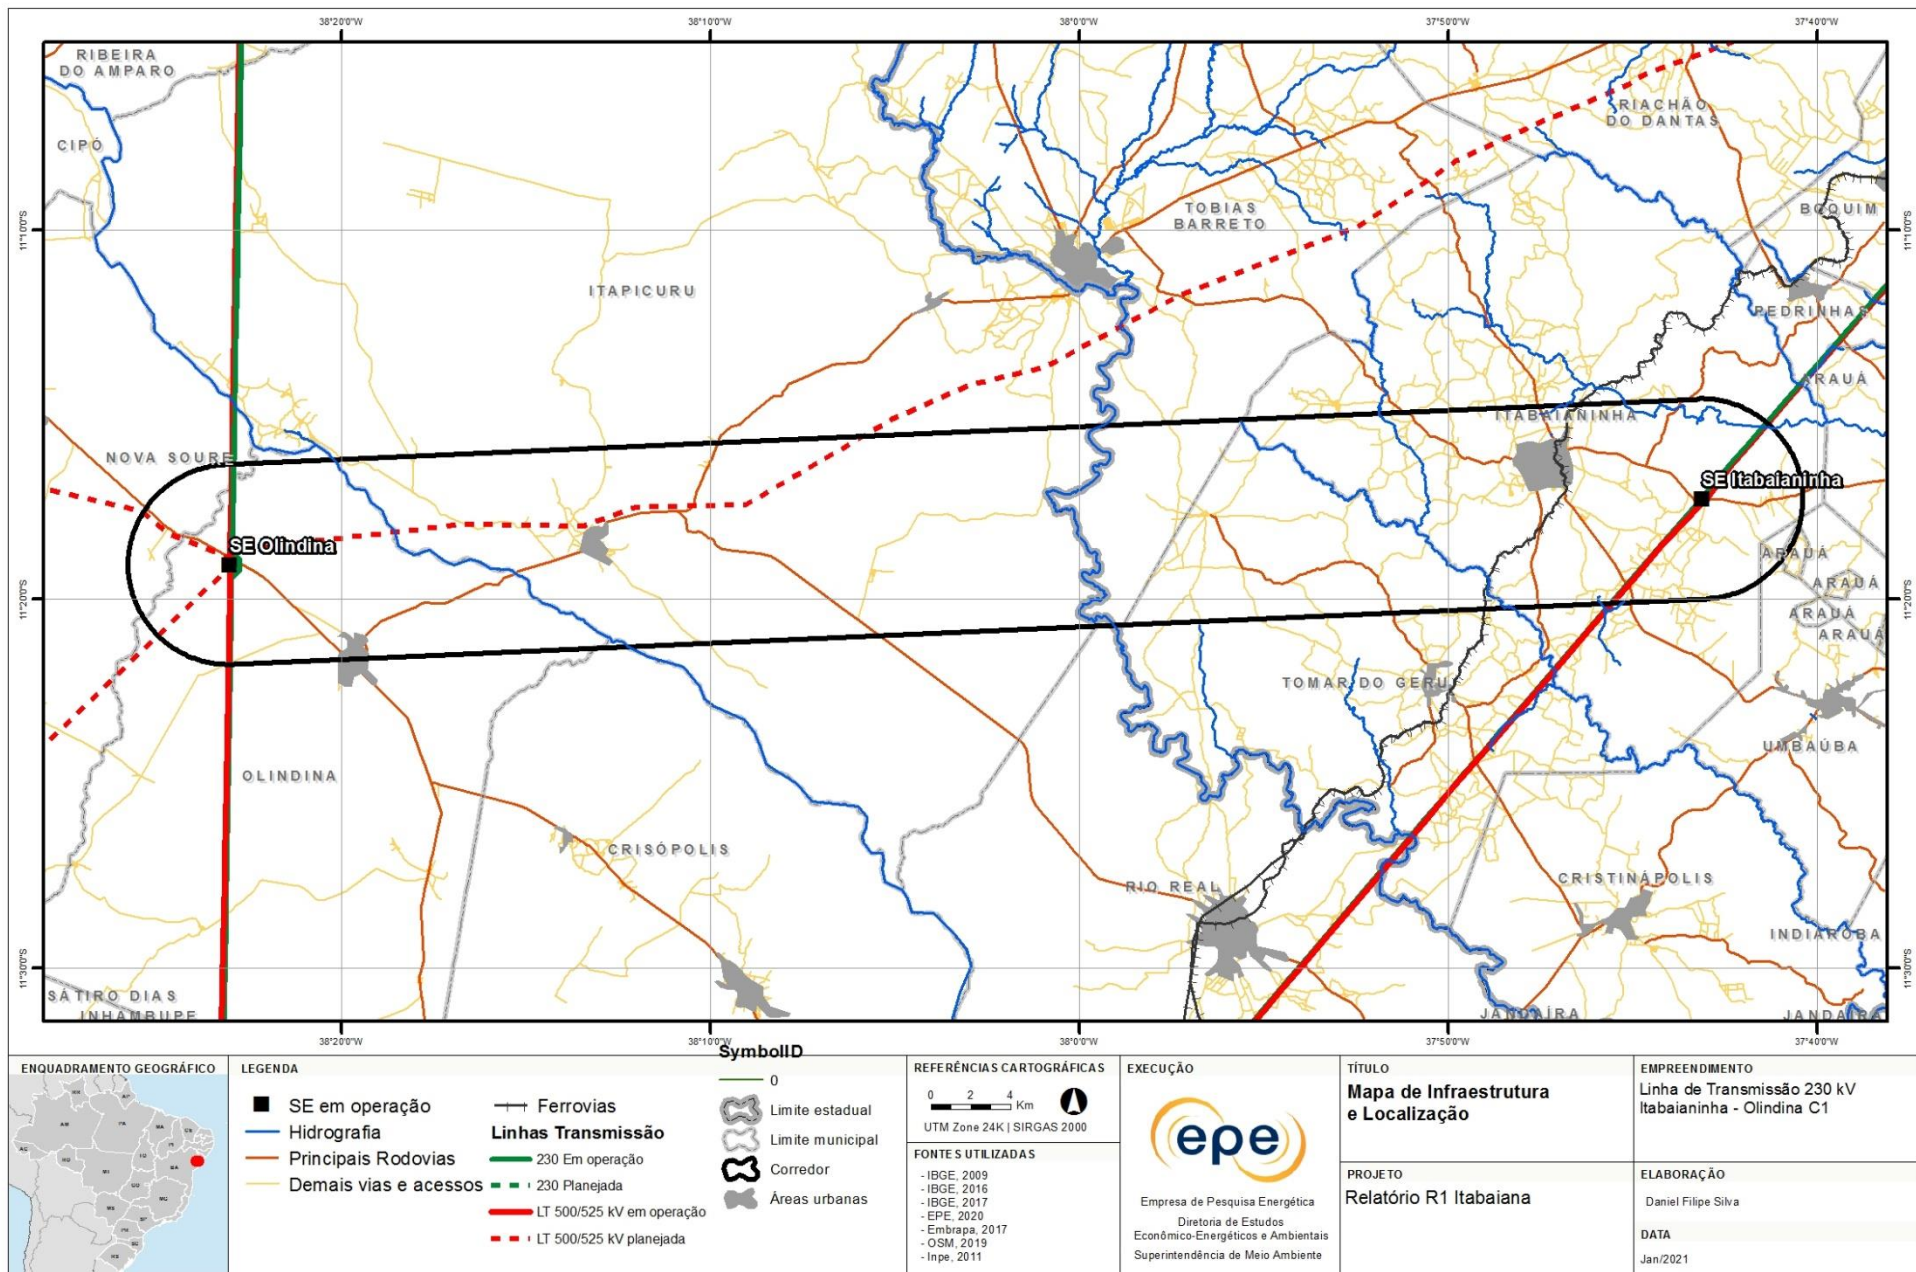 38°20'0"W
38°10'0"W
38°0'0"W
37°50'0"W
37°40'0"W
RIBEIRA
DO AMPARO
CIPÓ
RIACHÃO
DO DANTAS
TOBIAS
BARRETO
BOQUIM
11°10'0"S
11°10'0"S
ITAPICURU
PEDRINHAS
ARAUÁ
ITABAIANINHA
NOVA SOURE
SE Itabaianinha
SE Olindina
ARAUÁ
ARAUÁ
11°20'0"S
11°20'0"S
ARAUÁ
ARAUÁ
TOMAR DO GERU
UMBAÚBA
OLINDINA
CRISÓPOLIS
RIO REAL
CRISTINÁPOLIS
INDIAROBA
11°30'0"S
11°30'0"S
SÁTIRO DIAS
INHAMBUPE
JANDAÍRA
JANDAÍRA
38°20'0"W
38°10'0"W
38°0'0"W
37°50'0"W
37°40'0"W
ENQUADRAMENTO GEOGRÁFICO
LEGENDA
SE em operação
Hidrografia
Principais Rodovias
Demais vias e acessos
Ferrovias
Linhas Transmissão
230 Em operação
230 Planejada
LT 500/525 kV em operação
LT 500/525 kV planejada
SymbolID
0
Limite estadual
Limite municipal
Corredor
Áreas urbanas
REFERÊNCIAS CARTOGRÁFICAS
0 2 4
Km
UTM Zone 24K | SIRGAS 2000
FONTES UTILIZADAS
- IBGE, 2009
- IBGE, 2016
- IBGE, 2017
- EPE, 2020
- Embrapa, 2017
- OSM, 2019
- Inpe, 2011
EXECUÇÃO
epe
Empresa de Pesquisa Energética
Diretoria de Estudos
Econômico-Energéticos e Ambientais
Superintendência de Meio Ambiente
TÍTULO
Mapa de Infraestrutura
e Localização
PROJETO
Relatório R1 Itabaiana
EMPREENDIMENTO
Linha de Transmissão 230 kV
Itabaianinha - Olindina C1
ELABORAÇÃO
Daniel Filipe Silva
DATA
Jan/2021